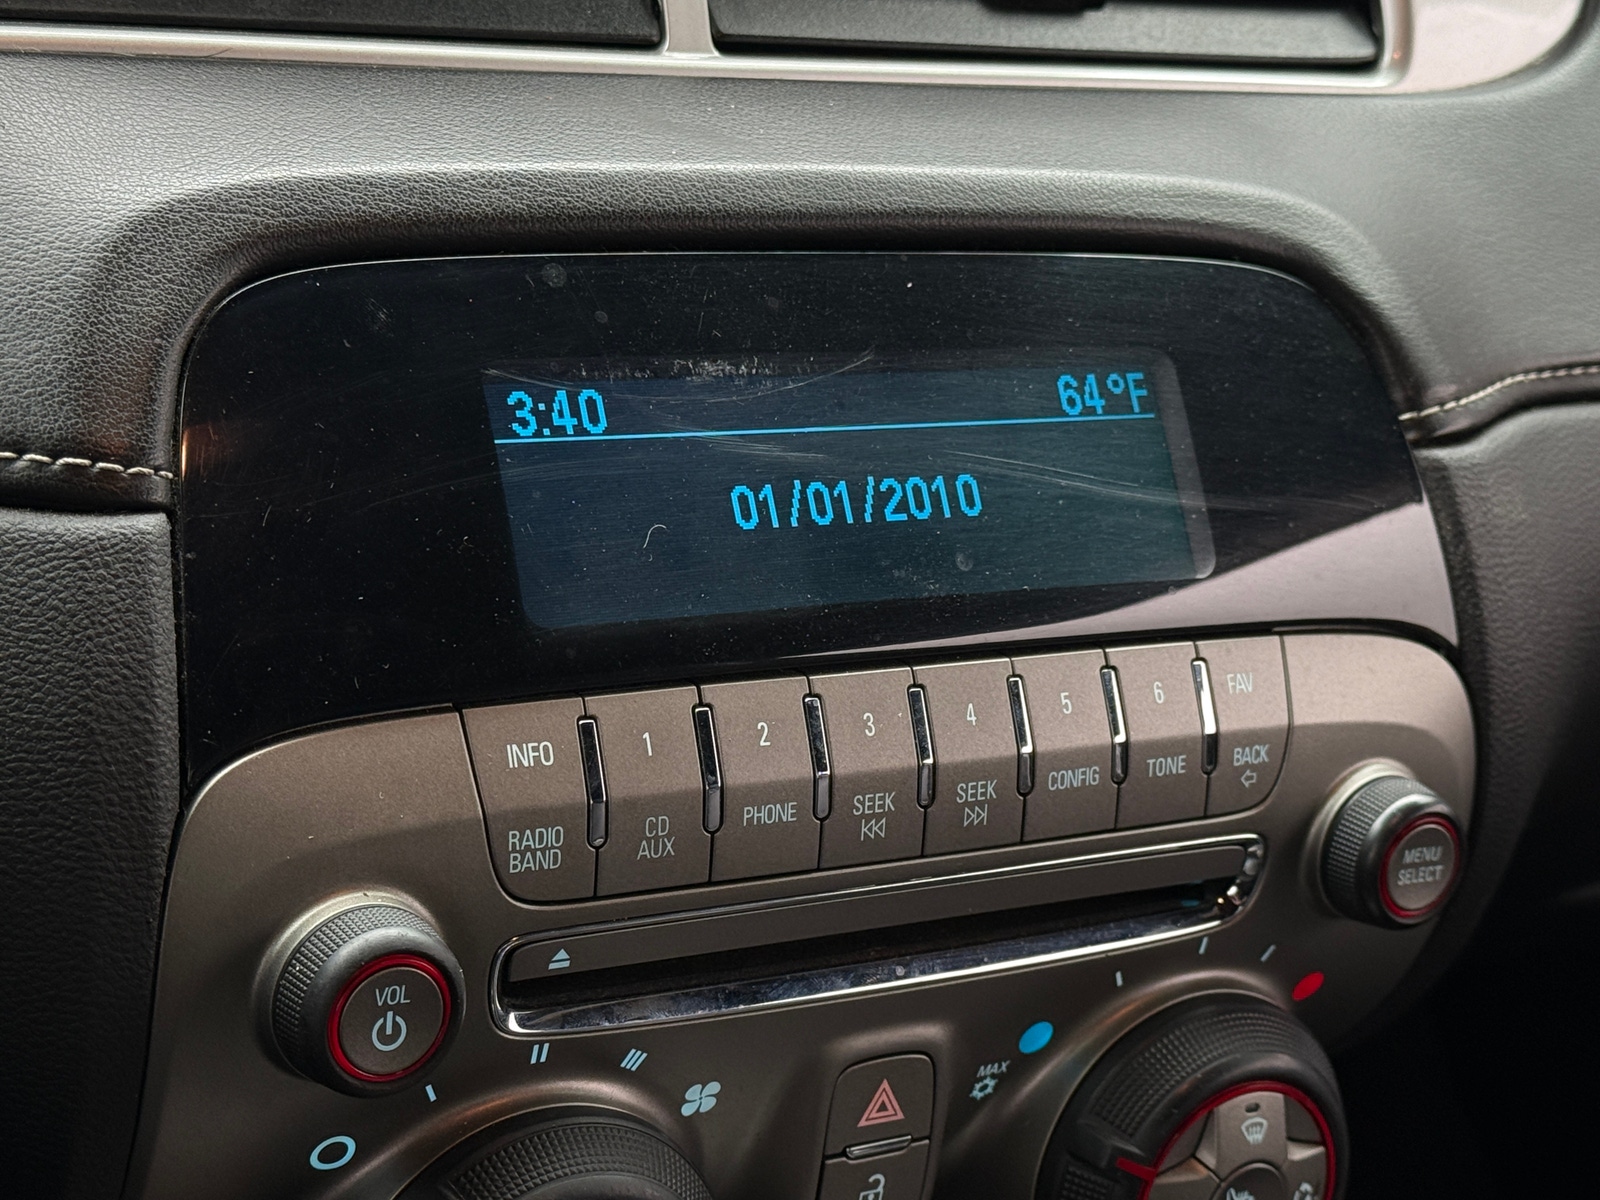 3:40 64°F
01/01/2010
INFO 1 2 3 4 5 6 FAV
RADIO BAND CD AUX PHONE SEEK SEEK CONFIG TONE BACK
MENU
SELECT
VOL
MAX